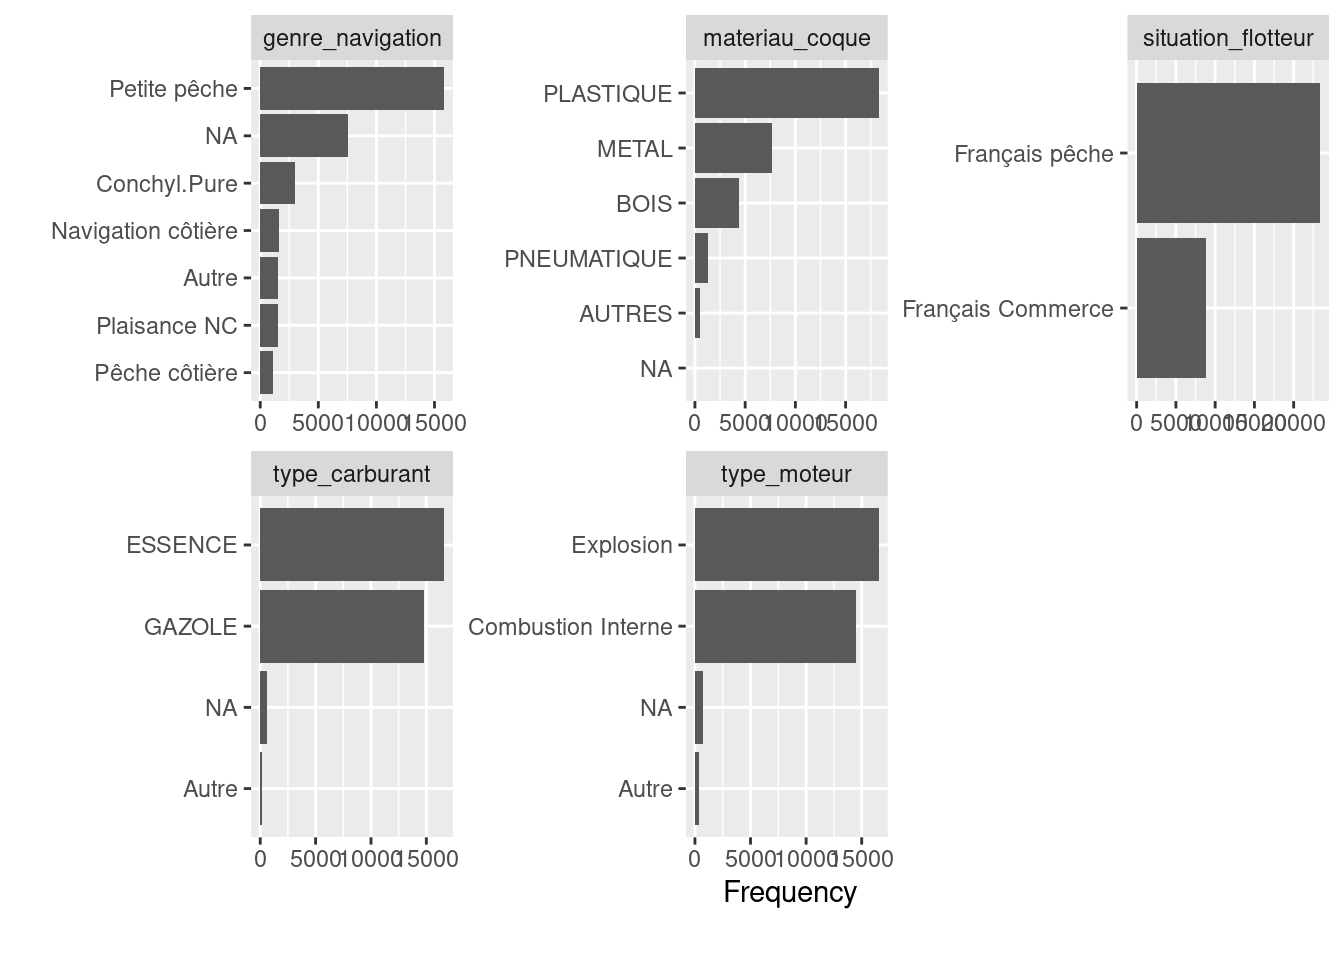 genre_navigation
Petite pêche
NA
Conchyl.Pure
Navigation côtière
Autre
Plaisance NC
Pêche côtière
0 5000 10000 15000
materiau_coque
PLASTIQUE
METAL
BOIS
PNEUMATIQUE
AUTRES
NA
0 5000 10000 15000
situation_flotteur
Français pêche
Français Commerce
0 5000 10000 15000 20000
type_carburant
ESSENCE
GAZOLE
NA
Autre
0 5000 10000 15000
type_moteur
Explosion
Combustion Interne
NA
Autre
0 5000 10000 15000
Frequency